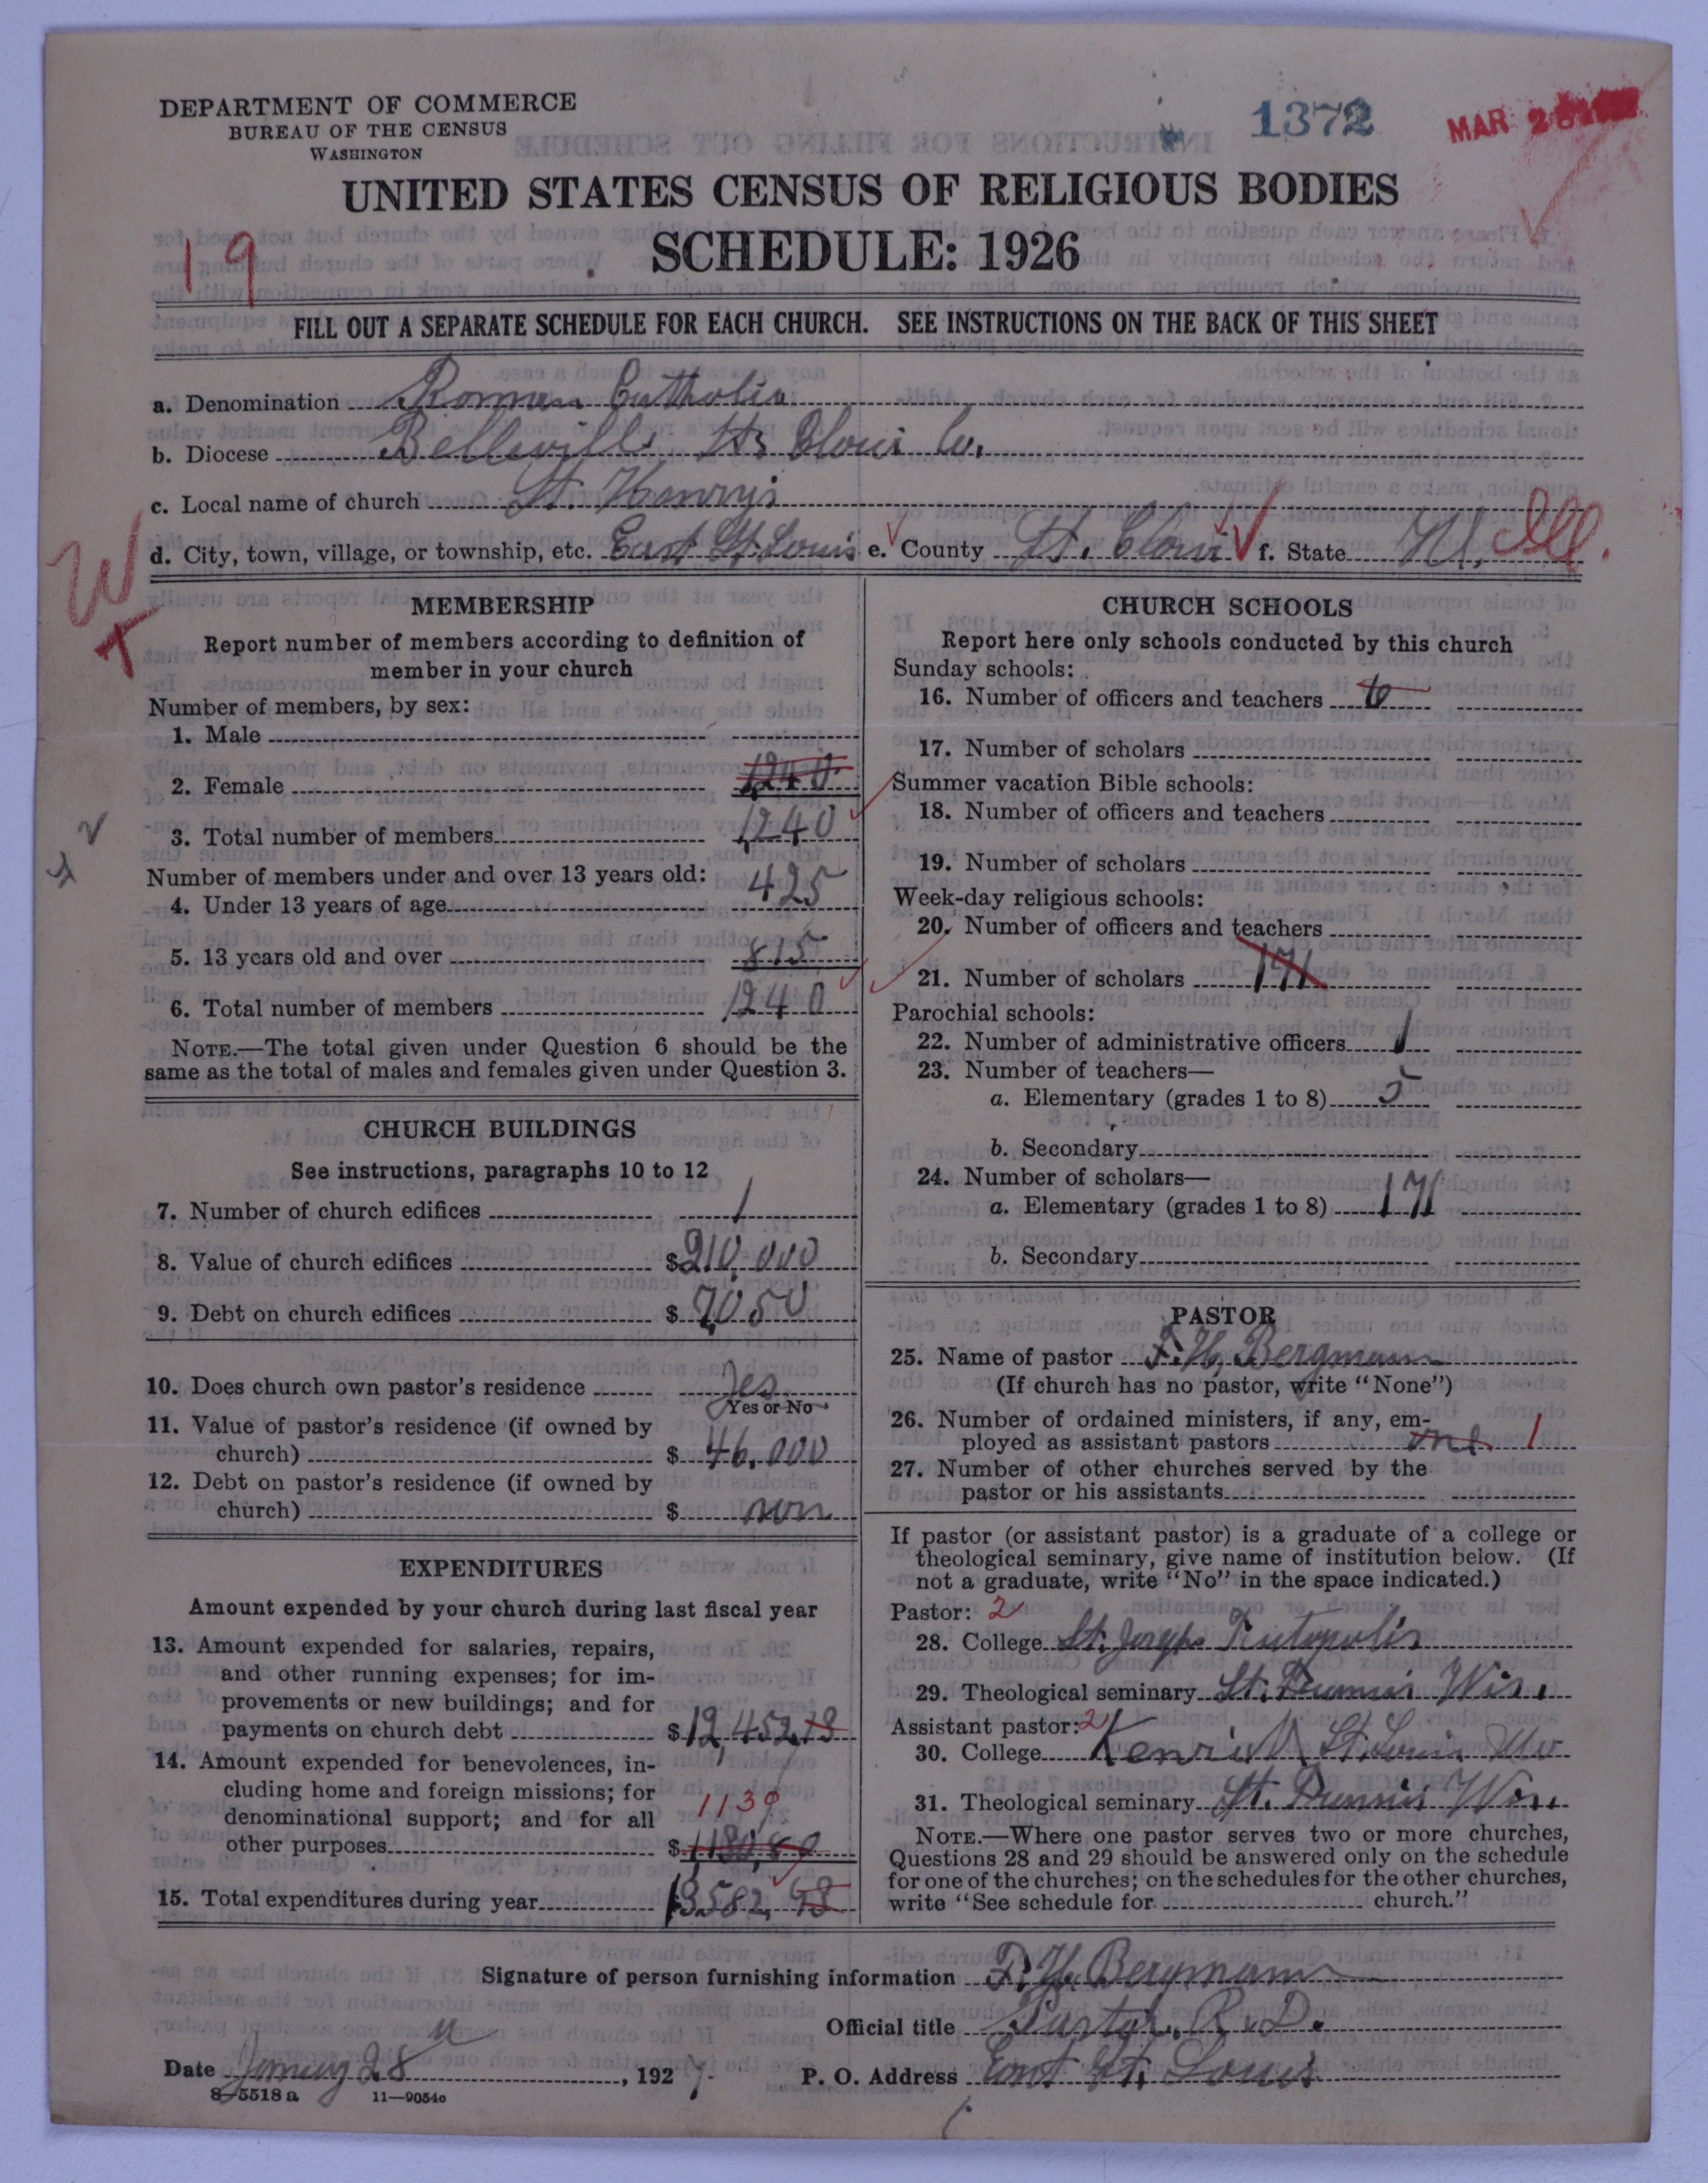 DEPARTMENT OF COMMERCE
BUREAU OF THE CENSUS
WASHINGTON
1372
MAR 2
UNITED STATES CENSUS OF RELIGIOUS BODIES
SCHEDULE: 1926
19
FILL OUT A SEPARATE SCHEDULE FOR EACH CHURCH. SEE INSTRUCTIONS ON THE BACK OF THIS SHEET
a. Denomination Roman Catholic
b. Diocese Belleville St. Clair Co.
c. Local name of church St. Henrys
d. City, town, village, or township, etc. East St. Louis e. County St. Clair f. State Ill.
MEMBERSHIP
Report number of members according to definition of
member in your church
Number of members, by sex:
1. Male
2. Female 1240
3. Total number of members 1240
Number of members under and over 13 years old:
4. Under 13 years of age 425
5. 13 years old and over 815
6. Total number of members 1240
NOTE.—The total given under Question 6 should be the
same as the total of males and females given under Question 3.
CHURCH BUILDINGS
See instructions, paragraphs 10 to 12
7. Number of church edifices 1
8. Value of church edifices $210,000
9. Debt on church edifices $7050
10. Does church own pastor's residence Yes
Yes or No
11. Value of pastor's residence (if owned by
church) $46,000
12. Debt on pastor's residence (if owned by
church) $ non
EXPENDITURES
Amount expended by your church during last fiscal year
13. Amount expended for salaries, repairs,
and other running expenses; for im-
provements or new buildings; and for
payments on church debt $12,452.13
14. Amount expended for benevolences, in-
cluding home and foreign missions; for
denominational support; and for all
1130
other purposes $
15. Total expenditures during year 13582,
CHURCH SCHOOLS
Report here only schools conducted by this church
Sunday schools:
16. Number of officers and teachers 6
17. Number of scholars
Summer vacation Bible schools:
18. Number of officers and teachers
19. Number of scholars
Week-day religious schools:
20. Number of officers and teachers
21. Number of scholars 171
Parochial schools:
22. Number of administrative officers 1
23. Number of teachers—
a. Elementary (grades 1 to 8) 5
b. Secondary
24. Number of scholars—
a. Elementary (grades 1 to 8) 171
b. Secondary
PASTOR
25. Name of pastor F. H. Bergmann
(If church has no pastor, write "None")
26. Number of ordained ministers, if any, em-
ployed as assistant pastors one 1
27. Number of other churches served by the
pastor or his assistants
If pastor (or assistant pastor) is a graduate of a college or
theological seminary, give name of institution below. (If
not a graduate, write "No" in the space indicated.)
Pastor: 2
28. College St. Joseph Teutopolis
29. Theological seminary St. Francis Wis.
Assistant pastor: 2
30. College Kenrick St. Louis Mo
31. Theological seminary St. Francis Wis.
NOTE.—Where one pastor serves two or more churches,
Questions 28 and 29 should be answered only on the schedule
for one of the churches; on the schedules for the other churches,
write "See schedule for church."
Signature of person furnishing information F. H. Bergmann
Official title Pastor, R. D.
Date January 28, 1927. P. O. Address East St. Louis
8—5518 a 11—9054o